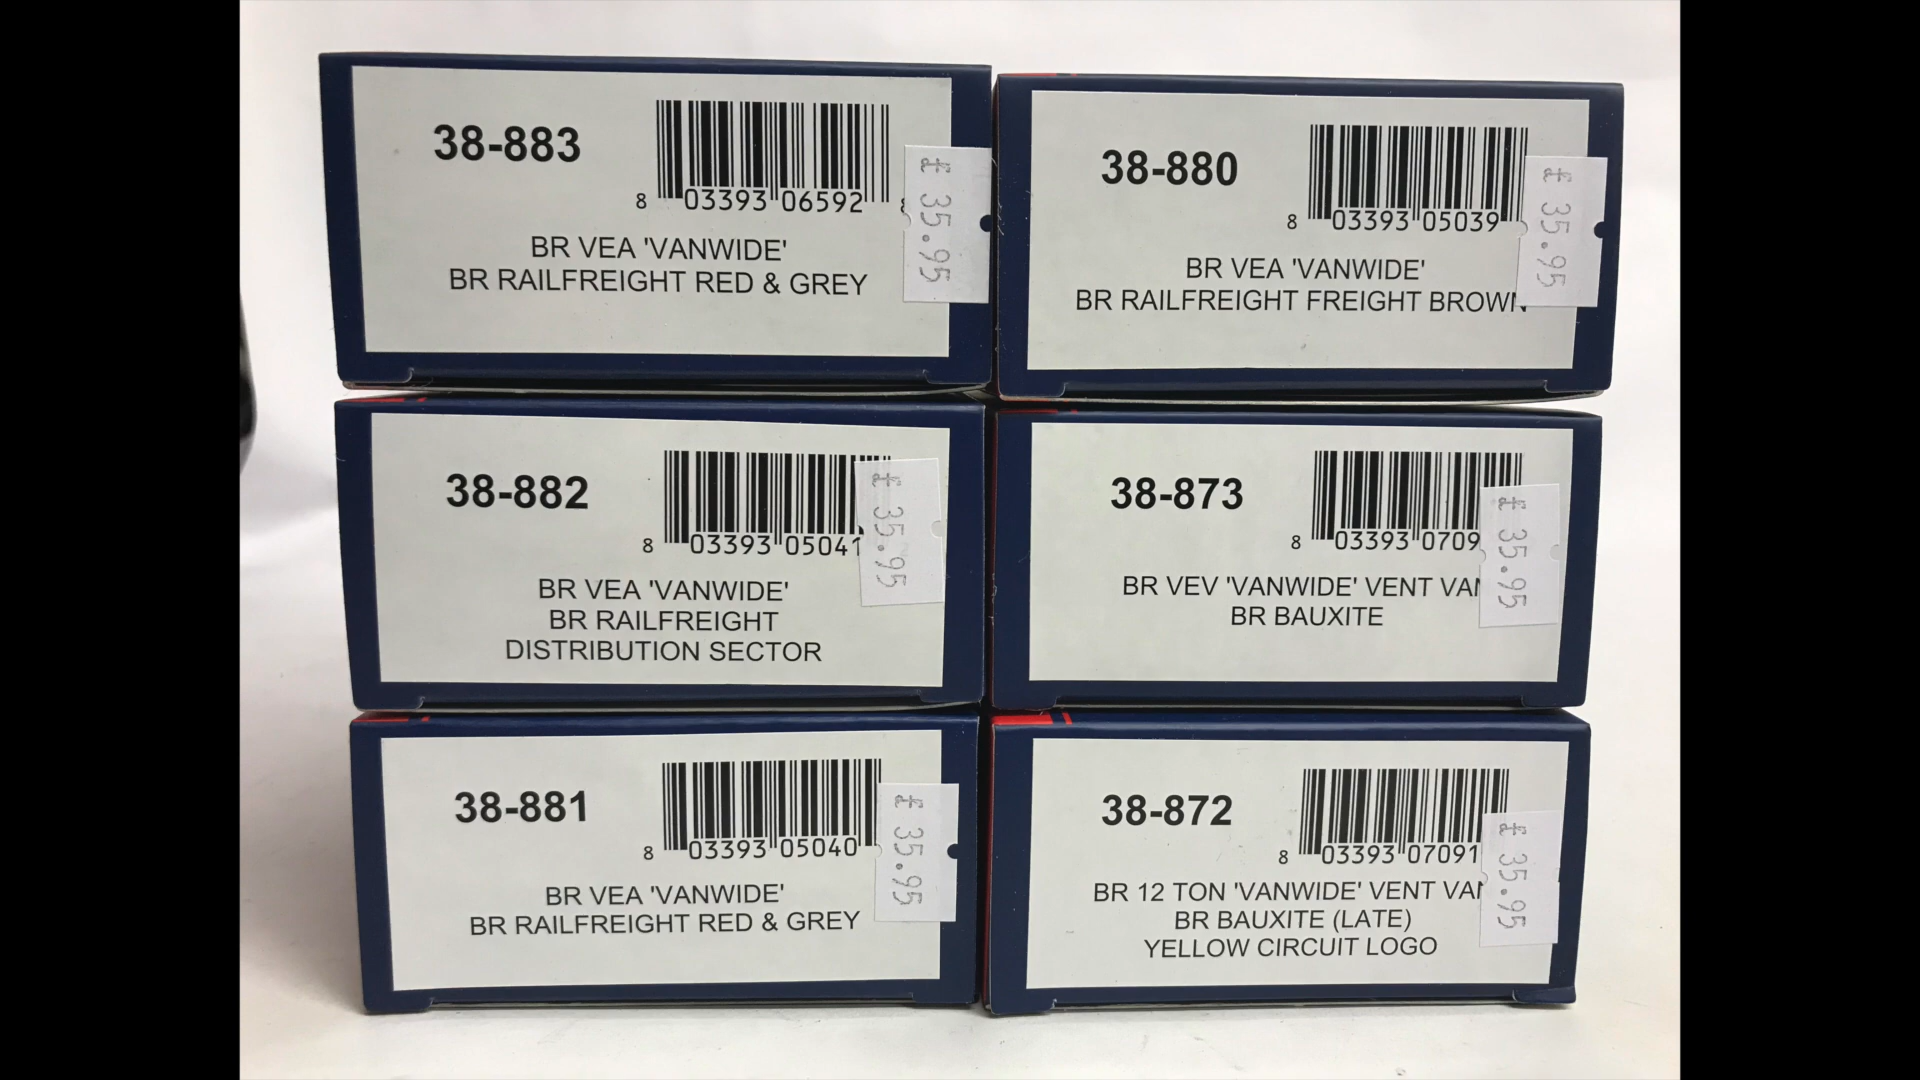 38-883
8 03393 06592
£ 35.95
BR VEA 'VANWIDE'
BR RAILFREIGHT RED & GREY
38-880
8 03393 05039
£ 35.95
BR VEA 'VANWIDE'
BR RAILFREIGHT FREIGHT BROWN
38-882
8 03393 05041
£ 35.95
BR VEA 'VANWIDE'
BR RAILFREIGHT
DISTRIBUTION SECTOR
38-873
8 03393 0709
£ 35.95
BR VEV 'VANWIDE' VENT VAN
BR BAUXITE
38-881
8 03393 05040
£ 35.95
BR VEA 'VANWIDE'
BR RAILFREIGHT RED & GREY
38-872
8 03393 07091
£ 35.95
BR 12 TON 'VANWIDE' VENT VAN
BR BAUXITE (LATE)
YELLOW CIRCUIT LOGO